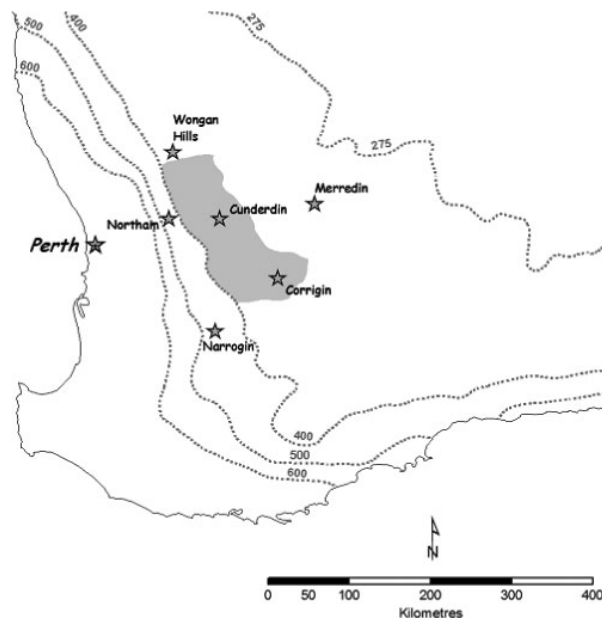 275
400
500
600
275
Wongan
Hills
Merredin
Northam
Cunderdin
Perth
Corrigin
Narrogin
400
500
600
N
0 50 100 200 300 400
Kilometres